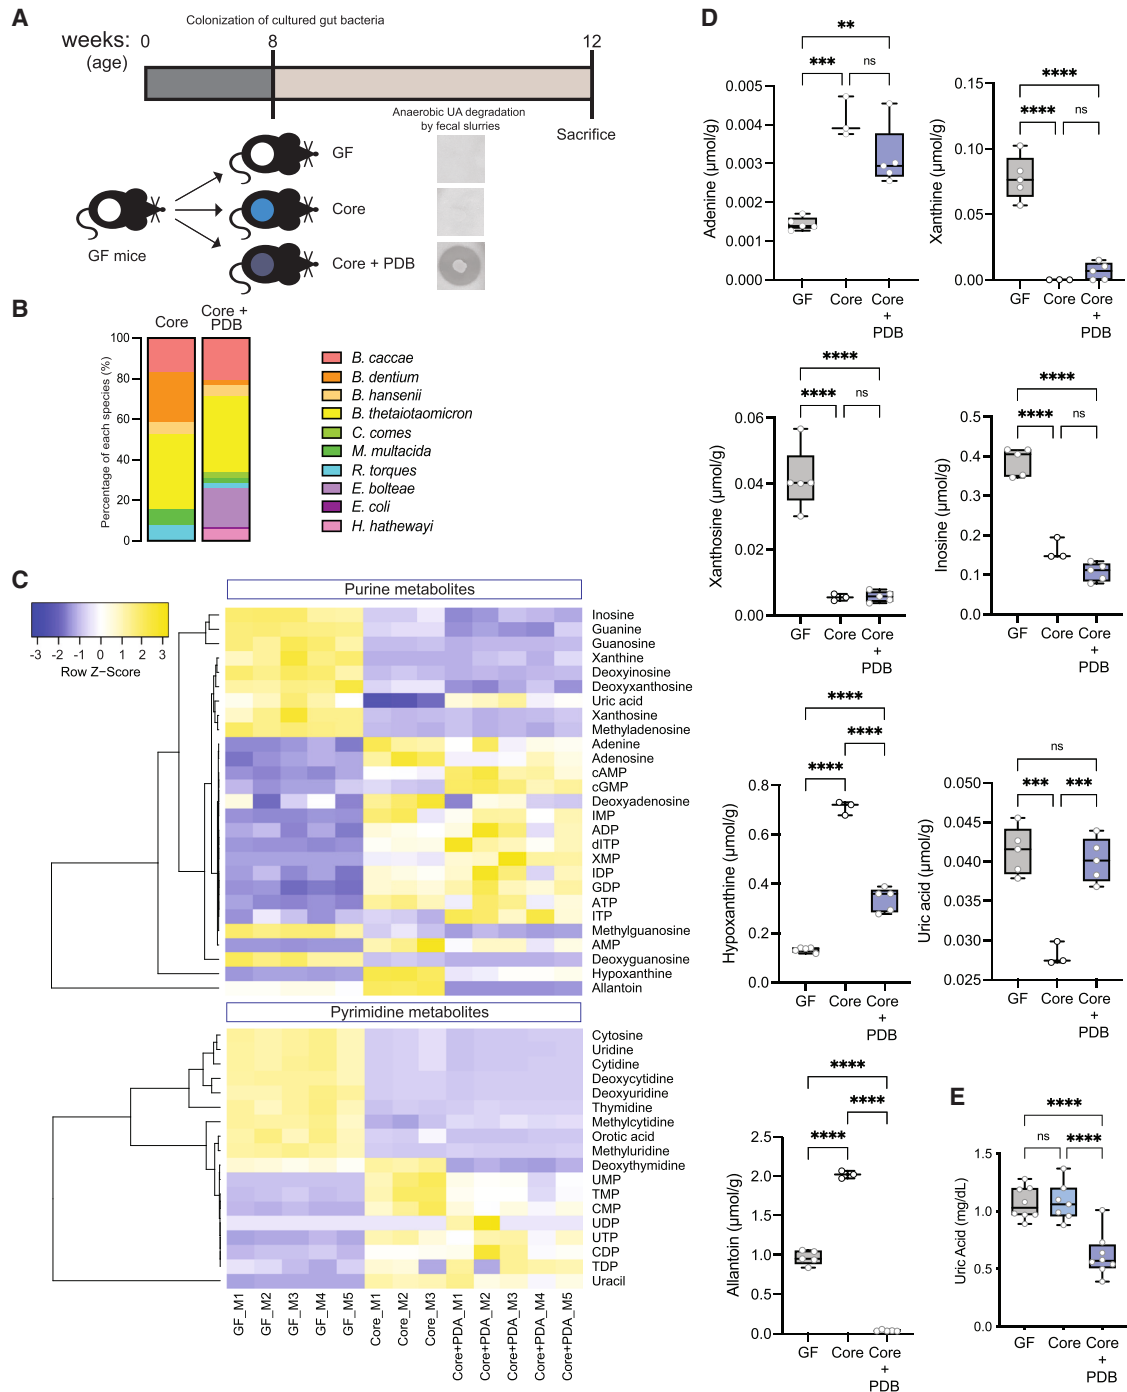 A
Colonization of cultured gut bacteria
weeks: 0 8 12
(age)
Anaerobic UA degradation
by fecal slurries
Sacrifice
GF
Core
Core + PDB
GF mice
B
Core
Core +
PDB
Percentage of each species (%)
100
80
60
40
20
0
B. caccae
B. dentium
B. hansenii
B. thetaiotaomicron
C. comes
M. multacida
R. torques
E. bolteae
E. coli
H. hathewayi
C
-3 -2 -1 0 1 2 3
Row Z-Score
Purine metabolites
Inosine
Guanine
Guanosine
Xanthine
Deoxyinosine
Deoxyxanthosine
Uric acid
Xanthosine
Methyladenosine
Adenine
Adenosine
cAMP
cGMP
Deoxyadenosine
IMP
ADP
dITP
XMP
IDP
GDP
ATP
ITP
Methylguanosine
AMP
Deoxyguanosine
Hypoxanthine
Allantoin
Pyrimidine metabolites
Cytosine
Uridine
Cytidine
Deoxycytidine
Deoxyuridine
Thymidine
Methylcytidine
Orotic acid
Methyluridine
Deoxythymidine
UMP
TMP
CMP
UDP
UTP
CDP
TDP
Uracil
GF_M1
GF_M2
GF_M3
GF_M4
GF_M5
Core_M1
Core_M2
Core_M3
Core+PDA_M1
Core+PDA_M2
Core+PDA_M3
Core+PDA_M4
Core+PDA_M5
D
**
*** ns
Adenine (µmol/g)
0.005
0.004
0.003
0.002
0.001
0.000
GF Core Core
+
PDB
****
**** ns
Xanthine (µmol/g)
0.15
0.10
0.05
0.00
GF Core Core
+
PDB
****
**** ns
Xanthosine (µmol/g)
0.06
0.04
0.02
0.00
GF Core Core
+
PDB
****
**** ns
Inosine (µmol/g)
0.5
0.4
0.3
0.2
0.1
0.0
GF Core Core
+
PDB
****
****
****
Hypoxanthine (µmol/g)
0.8
0.6
0.4
0.2
0.0
GF Core Core
+
PDB
ns
*** ***
Uric acid (µmol/g)
0.050
0.045
0.040
0.035
0.030
0.025
GF Core Core
+
PDB
****
****
****
Allantoin (µmol/g)
2.5
2.0
1.5
1.0
0.5
0.0
GF Core Core
+
PDB
E
****
ns ****
Uric Acid (mg/dL)
1.5
1.0
0.5
0.0
GF Core Core
+
PDB